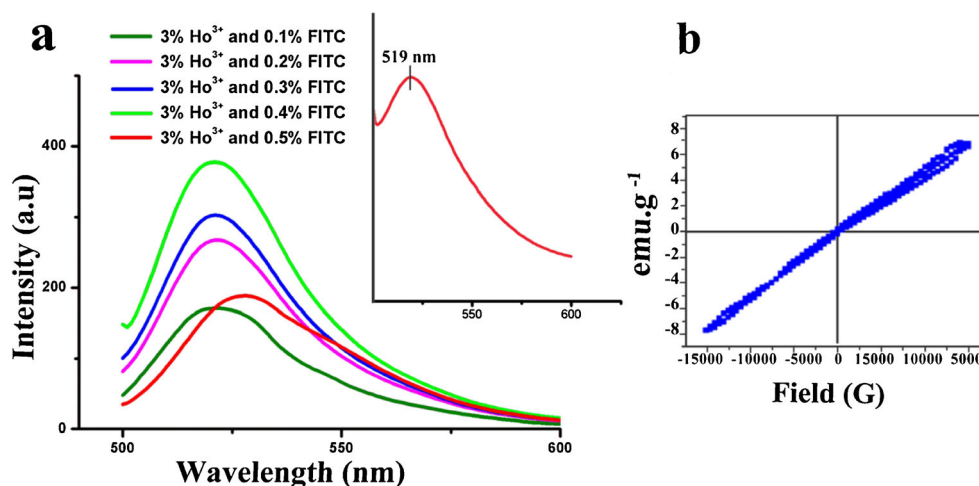 a
3% Ho³⁺ and 0.1% FITC
3% Ho³⁺ and 0.2% FITC
3% Ho³⁺ and 0.3% FITC
3% Ho³⁺ and 0.4% FITC
3% Ho³⁺ and 0.5% FITC
Intensity (a.u)
400
200
0
500 550 600
Wavelength (nm)
519 nm
550 600
b
emu.g⁻¹
8
6
4
2
0
-2
-4
-6
-8
-15000 -10000 -5000 0 15000 10000 5000
Field (G)